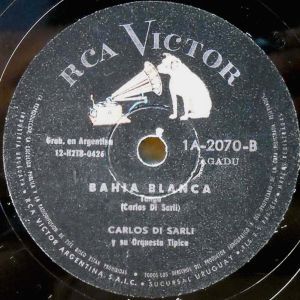 RCA VICTOR
Grab. en Argentina
12-H2TB-0426
1A-2070-B
AGADU
BAHIA BLANCA
Tango
(Carlos Di Sarli)
CARLOS DI SARLI
y su Orquesta Típica
RCA VICTOR ARGENTINA, S.A.I.C.
SUCURSAL URUGUAY